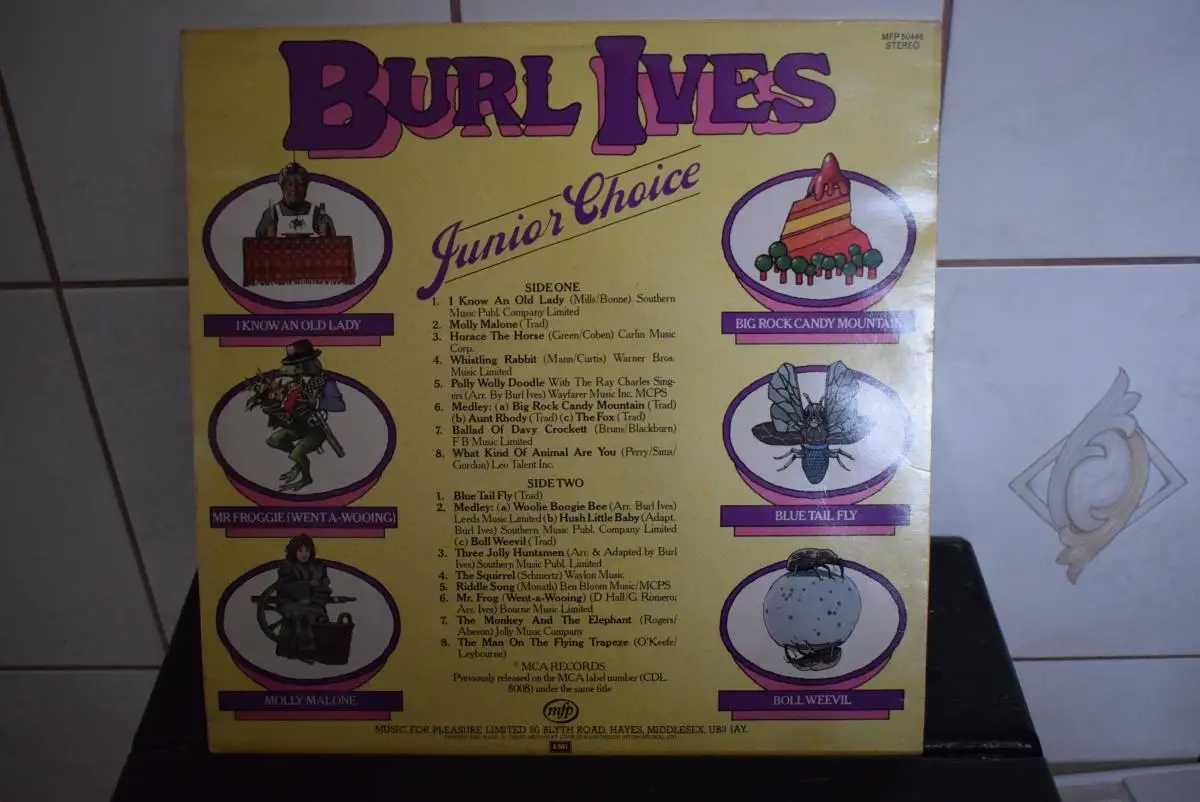 MFP 50446
STEREO
BURL IVES
Junior Choice
I KNOW AN OLD LADY
BIG ROCK CANDY MOUNTAIN
MR FROGGIE (WENT A-WOOING)
BLUE TAIL FLY
MOLLY MALONE
BOLL WEEVIL
SIDE ONE
1. I Know An Old Lady (Mills/Bonne) Southern
Music Publ. Company Limited
2. Molly Malone (Trad)
3. Horace The Horse (Green/Coben) Carlin Music
Corp.
4. Whistling Rabbit (Mann/Curtis) Warner Bros.
Music Limited
5. Polly Wolly Doodle With The Ray Charles Sing-
ers (Arr. By Burl Ives) Wayfarer Music Inc. MCPS
6. Medley: (a) Big Rock Candy Mountain (Trad)
(b) Aunt Rhody (Trad) (c) The Fox (Trad)
7. Ballad Of Davy Crockett (Bruns/Blackburn)
F B Music Limited
8. What Kind Of Animal Are You (Perry/Sims/
Gordon) Leo Talent Inc.
SIDE TWO
1. Blue Tail Fly (Trad)
2. Medley: (a) Woolie Boogie Bee (Arr. Burl Ives)
Leeds Music Limited (b) Hush Little Baby (Adapt.
Burl Ives) Southern Music Publ. Company Limited
(c) Boll Weevil (Trad)
3. Three Jolly Huntsmen (Arr. & Adapted by Burl
Ives) Southern Music Publ. Limited
4. The Squirrel (Schmertz) Waylon Music
5. Riddle Song (Monath) Ben Bloom Music/MCPS
6. Mr. Frog (Went-a-Wooing) (D Hall/G Romero;
Arr. Ives) Bourne Music Limited
7. The Monkey And The Elephant (Rogers/
Abeson) Jolly Music Company
8. The Man On The Flying Trapeze (O'Keefe/
Leybourne)
MCA RECORDS
Previously released on the MCA label number (CDL.
8008) under the same title
mfp
MUSIC FOR PLEASURE LIMITED 80 BLYTH ROAD, HAYES, MIDDLESEX, UB3 1AY.
EMI